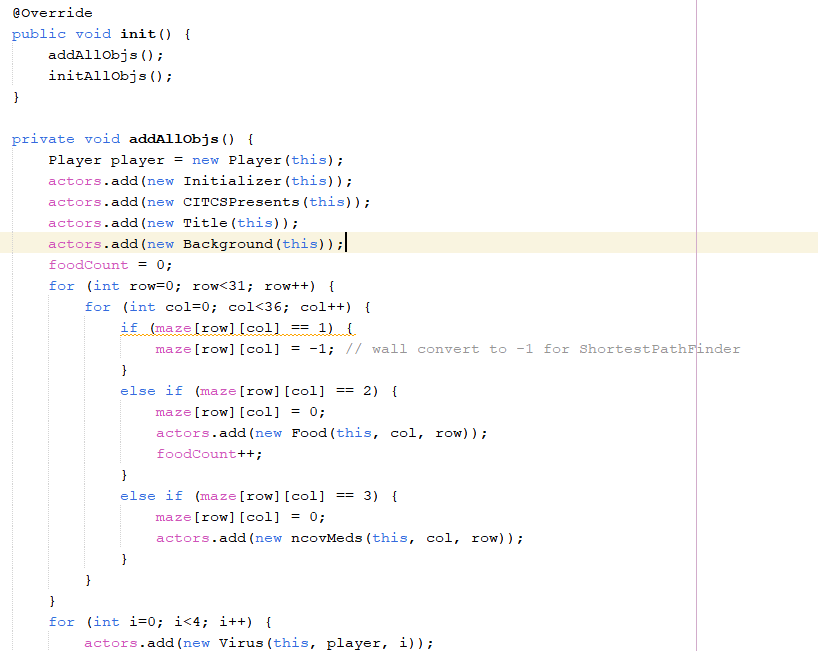 @Override
public void init() {
    addAllObjs();
    initAllObjs();
}

private void addAllObjs() {
    Player player = new Player(this);
    actors.add(new Initializer(this));
    actors.add(new CITCSPresents(this));
    actors.add(new Title(this));
    actors.add(new Background(this));
    foodCount = 0;
    for (int row=0; row<31; row++) {
        for (int col=0; col<36; col++) {
            if (maze[row][col] == 1) {
                maze[row][col] = -1; // wall convert to -1 for ShortestPathFinder
            }
            else if (maze[row][col] == 2) {
                maze[row][col] = 0;
                actors.add(new Food(this, col, row));
                foodCount++;
            }
            else if (maze[row][col] == 3) {
                maze[row][col] = 0;
                actors.add(new ncovMeds(this, col, row));
            }
        }
    }
    for (int i=0; i<4; i++) {
        actors.add(new Virus(this, player, i));